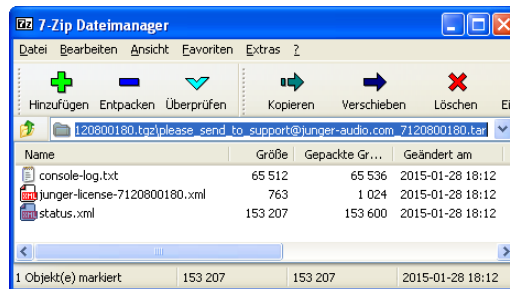 7z 7-Zip Dateimanager
Datei Bearbeiten Ansicht Favoriten Extras ?
Hinzufügen Entpacken Überprüfen Kopieren Verschieben Löschen Ei
120800180.tgz\please_send_to_support@junger-audio.com_7120800180.tar
Name Größe Gepackte Gr... Geändert am
console-log.txt 65 512 65 536 2015-01-28 18:12
junger-license-7120800180.xml 763 1 024 2015-01-28 18:12
status.xml 153 207 153 600 2015-01-28 18:12
1 Objekt(e) markiert 153 207 153 207 2015-01-28 18:12